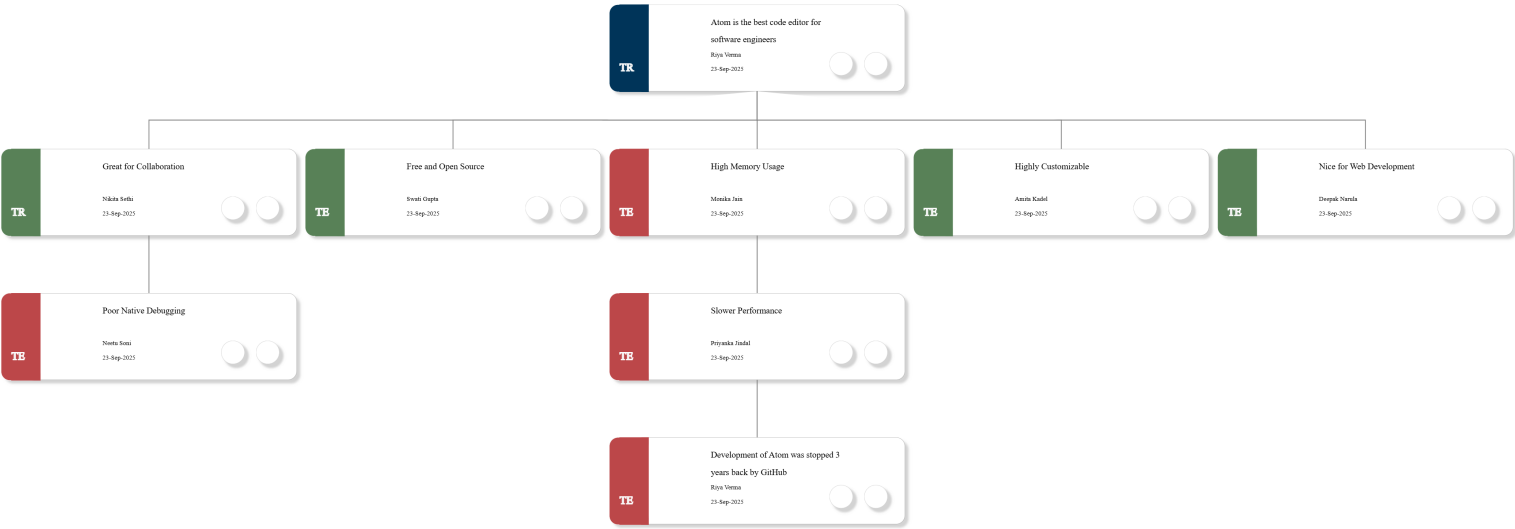 Atom is the best code editor for
software engineers
Riya Verma
23-Sep-2025
TR
Great for Collaboration
Nikita Sethi
23-Sep-2025
TR
Free and Open Source
Swati Gupta
23-Sep-2025
TE
High Memory Usage
Monika Jain
23-Sep-2025
TE
Highly Customizable
Amita Kadel
23-Sep-2025
TE
Nice for Web Development
Deepak Narula
23-Sep-2025
TE
Poor Native Debugging
Neetu Soni
23-Sep-2025
TE
Slower Performance
Priyanka Jindal
23-Sep-2025
TE
Development of Atom was stopped 3
years back by GitHub
Riya Verma
23-Sep-2025
TE